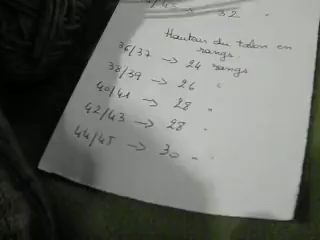 32 "
Hauteur du talon en
rangs.
36/37 → 24 rangs
38/39 → 26 "
40/41 → 28 "
42/43 → 28 "
44/45 → 30 "